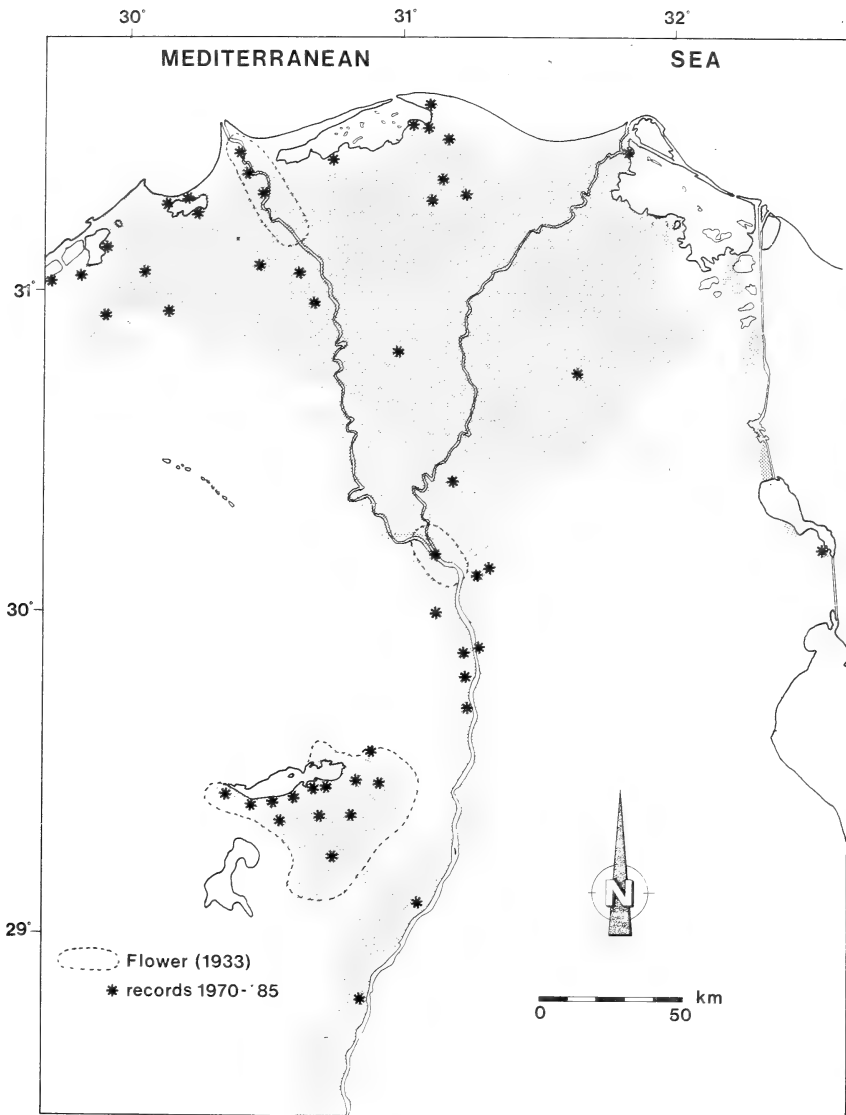 30° 31° 32°
MEDITERRANEAN SEA
31°
30°
29°
N
Flower (1933)
* records 1970-'85
km
0 50